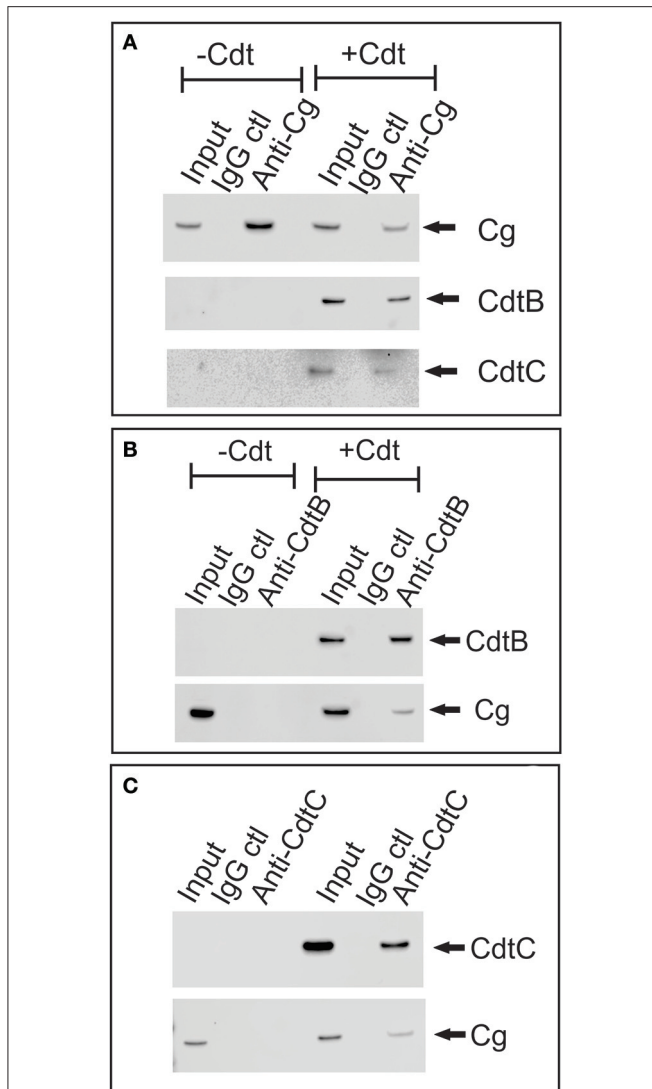 A
-Cdt +Cdt
Input IgG ctl Anti-Cg Input IgG ctl Anti-Cg
Cg
CdtB
CdtC
B
-Cdt +Cdt
Input IgG ctl Anti-CdtB Input IgG ctl Anti-CdtB
CdtB
Cg
C
Input IgG ctl Anti-CdtC Input IgG ctl Anti-CdtC
CdtC
Cg